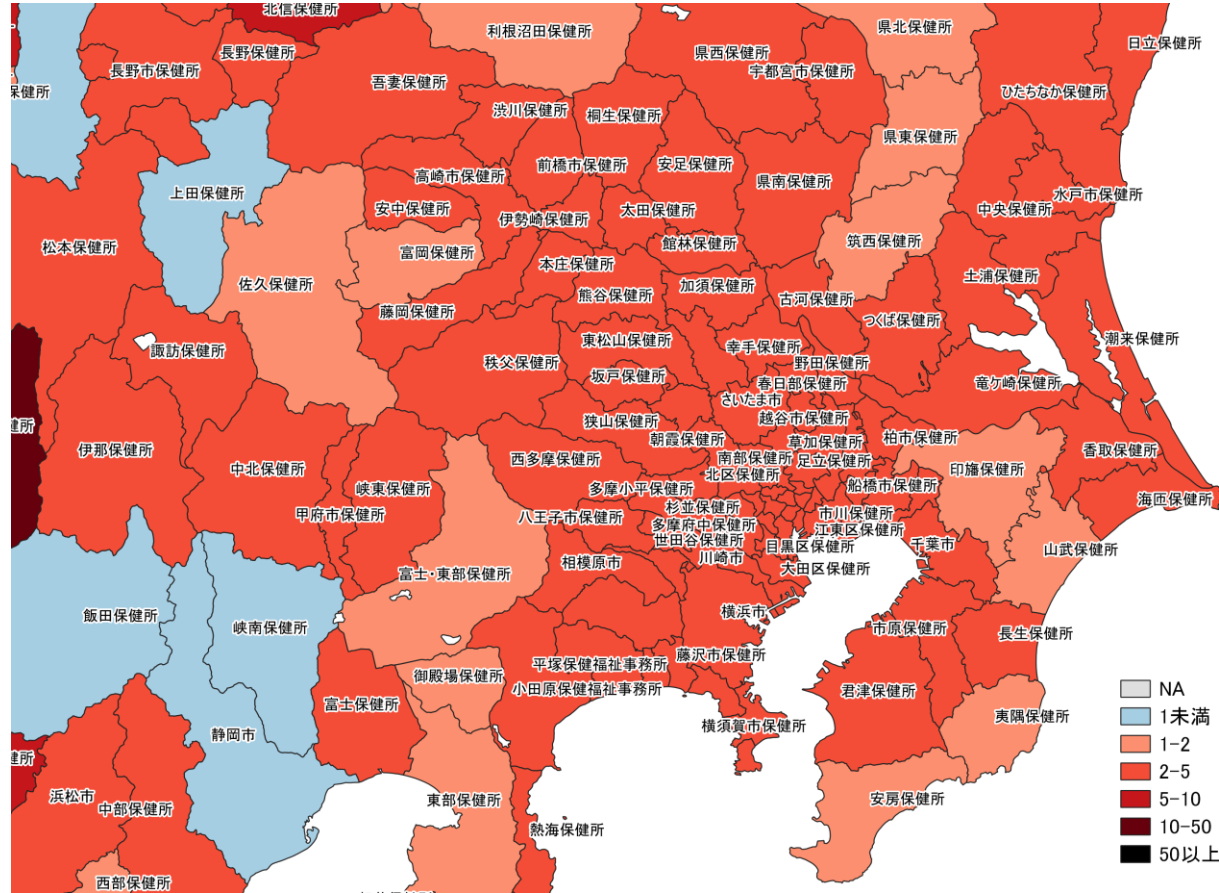 北信保健所
利根沼田保健所
県北保健所
長野保健所
県西保健所
日立保健所
長野市保健所
宇都宮市保健所
吾妻保健所
保健所
ひたちなか保健所
渋川保健所
桐生保健所
県東保健所
前橋市保健所
安足保健所
高崎市保健所
県南保健所
上田保健所
水戸市保健所
安中保健所
太田保健所
中央保健所
伊勢崎保健所
松本保健所
富岡保健所
館林保健所
筑西保健所
本庄保健所
土浦保健所
佐久保健所
熊谷保健所
加須保健所
古河保健所
藤岡保健所
つくば保健所
東松山保健所
潮来保健所
諏訪保健所
秩父保健所
幸手保健所
野田保健所
坂戸保健所
春日部保健所
竜ケ崎保健所
さいたま市
狭山保健所
越谷市保健所
健所
朝霞保健所
草加保健所
柏市保健所
伊那保健所
西多摩保健所
南部保健所
足立保健所
香取保健所
中北保健所
峡東保健所
北区保健所
印旛保健所
多摩小平保健所
船橋市保健所
海匝保健所
甲府市保健所
八王子市保健所
杉並保健所
市川保健所
多摩府中保健所
江東区保健所
世田谷保健所
目黒区保健所
千葉市
山武保健所
相模原市
川崎市
大田区保健所
富士・東部保健所
飯田保健所
横浜市
峡南保健所
市原保健所
長生保健所
藤沢市保健所
平塚保健福祉事務所
御殿場保健所
小田原保健福祉事務所
君津保健所
富士保健所
夷隅保健所
横須賀市保健所
静岡市
健所
浜松市
中部保健所
東部保健所
安房保健所
熱海保健所
西部保健所
NA
1未満
1-2
2-5
5-10
10-50
50以上